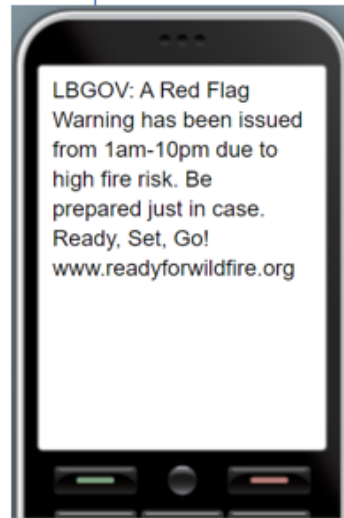 LBGOV: A Red Flag
Warning has been issued
from 1am-10pm due to
high fire risk. Be
prepared just in case.
Ready, Set, Go!
www.readyforwildfire.org